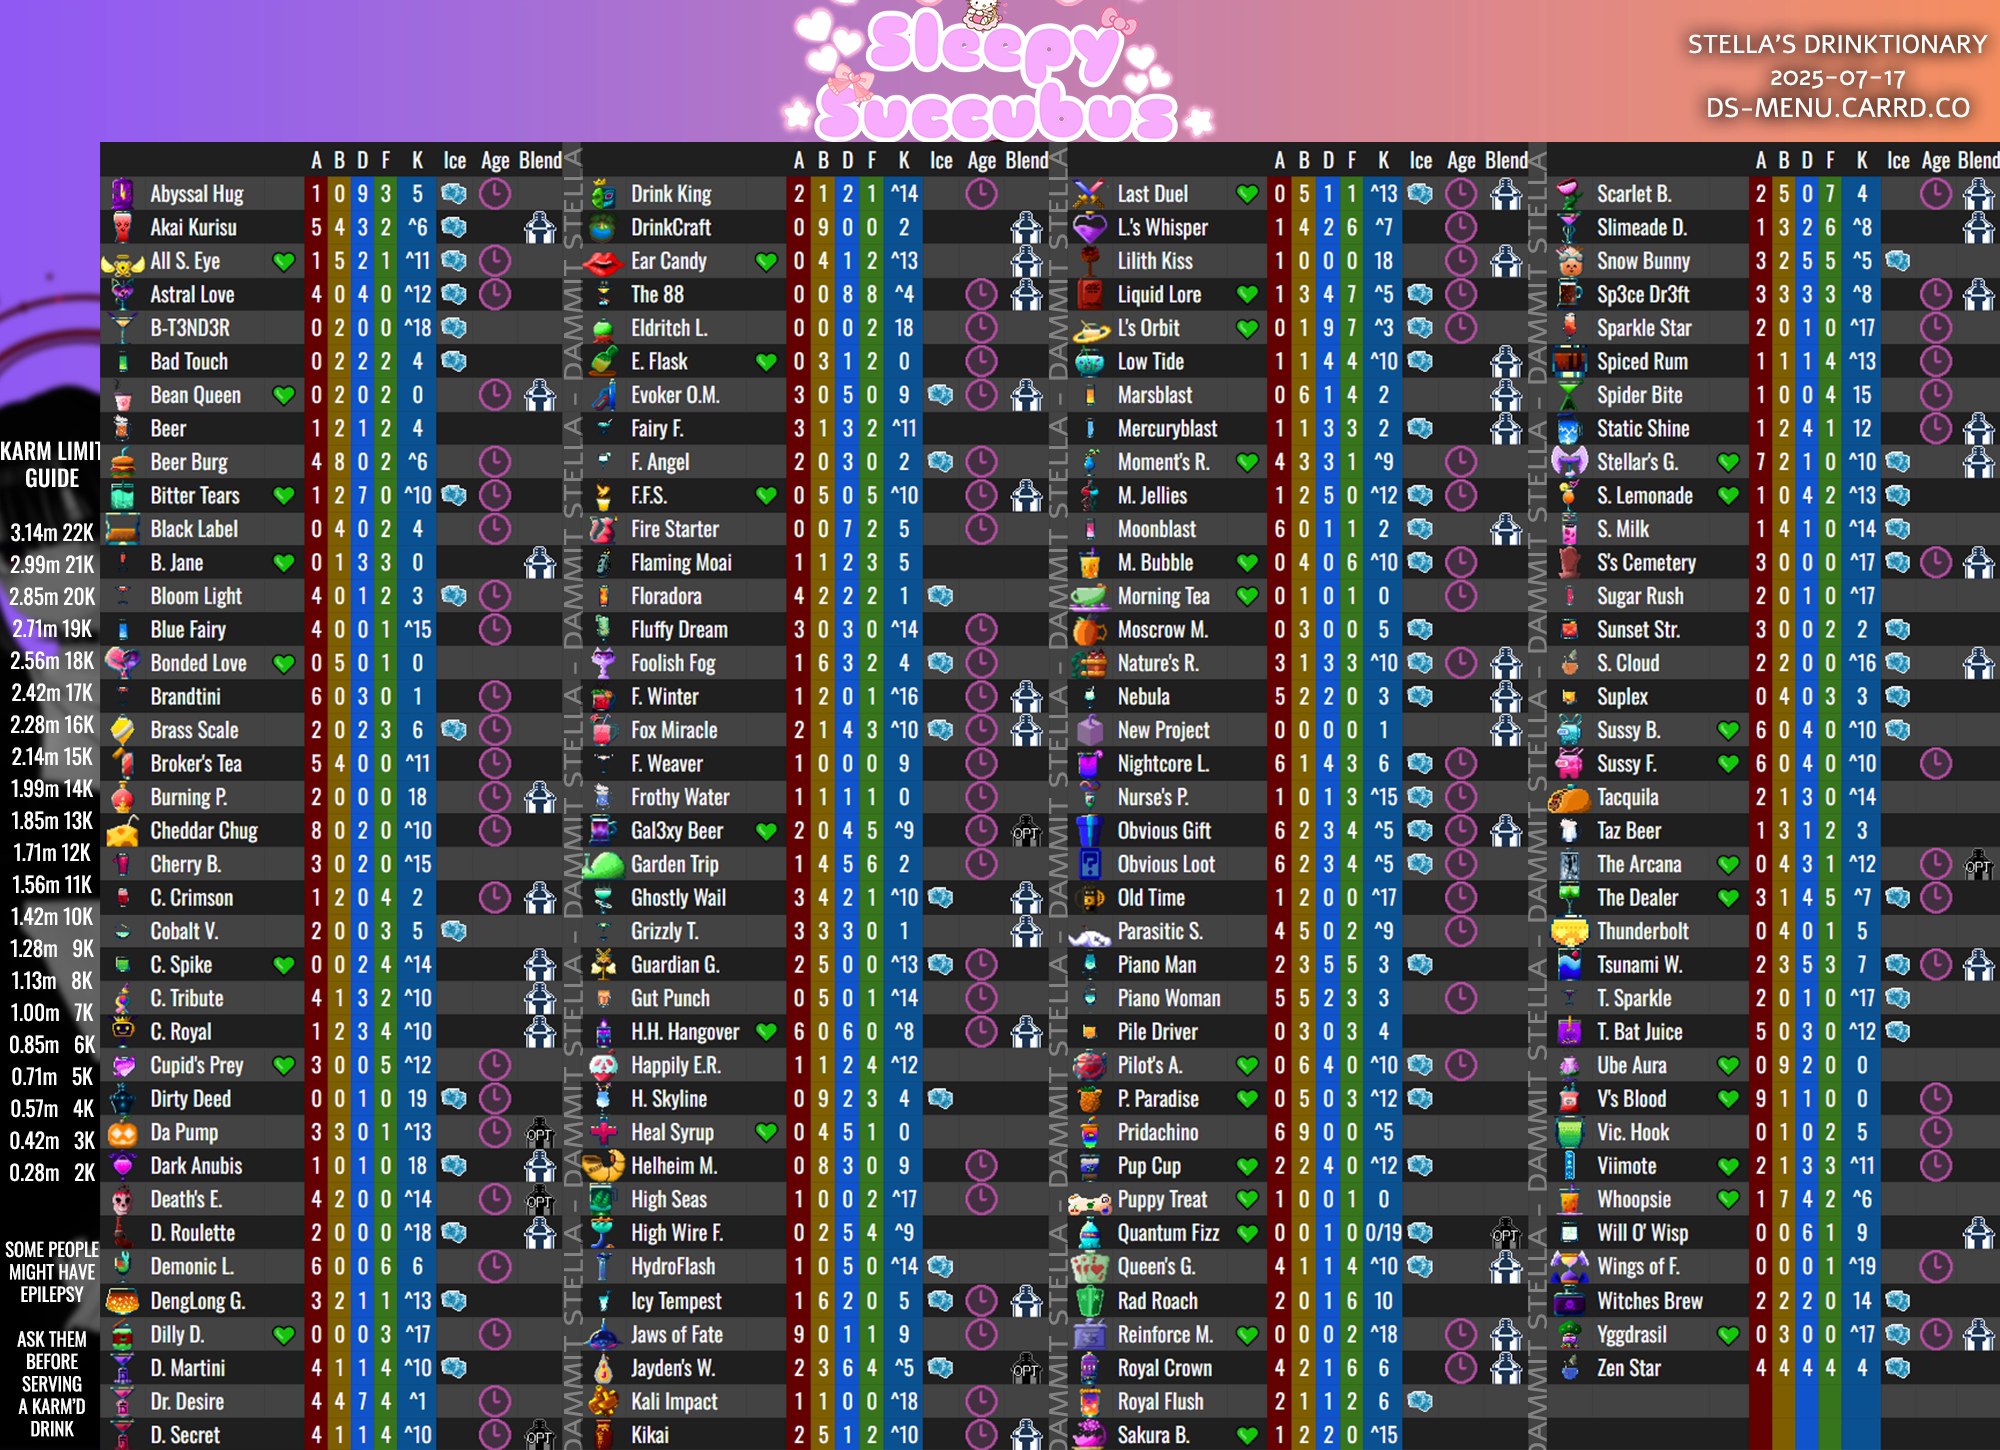 Sleepy
Succubus
STELLA'S DRINKTIONARY
2025-07-17
DS-MENU.CARRD.CO
KARM LIMIT
GUIDE
3.14m 22K
2.99m 21K
2.85m 20K
2.71m 19K
2.56m 18K
2.42m 17K
2.28m 16K
2.14m 15K
1.99m 14K
1.85m 13K
1.71m 12K
1.56m 11K
1.42m 10K
1.28m 9K
1.13m 8K
1.00m 7K
0.85m 6K
0.71m 5K
0.57m 4K
0.42m 3K
0.28m 2K
SOME PEOPLE
MIGHT HAVE
EPILEPSY
ASK THEM
BEFORE
SERVING
A KARM'D
DRINK
A B D F K Ice Age Blend
Abyssal Hug 1 0 9 3 5
Akai Kurisu 5 4 3 2 ^6
All S. Eye 1 5 2 1 ^11
Astral Love 4 0 4 0 ^12
B-T3ND3R 0 2 0 0 ^18
Bad Touch 0 2 2 2 4
Bean Queen 0 2 0 2 0
Beer 1 2 1 2 4
Beer Burg 4 8 0 2 ^6
Bitter Tears 1 2 7 0 ^10
Black Label 0 4 0 2 4
B. Jane 0 1 3 3 0
Bloom Light 4 0 1 2 3
Blue Fairy 4 0 0 1 ^15
Bonded Love 0 5 0 1 0
Brandtini 6 0 3 0 1
Brass Scale 2 0 2 3 6
Broker's Tea 5 4 0 0 ^11
Burning P. 2 0 0 0 18
Cheddar Chug 8 0 2 0 ^10
Cherry B. 3 0 2 0 ^15
C. Crimson 1 2 0 4 2
Cobalt V. 2 0 0 3 5
C. Spike 0 0 2 4 ^14
C. Tribute 4 1 3 2 ^10
C. Royal 1 2 3 4 ^10
Cupid's Prey 3 0 0 5 ^12
Dirty Deed 0 0 1 0 19
Da Pump 3 3 0 1 ^13 OPT
Dark Anubis 1 0 1 0 18
Death's E. 4 2 0 0 ^14 OPT
D. Roulette 2 0 0 0 ^18
Demonic L. 6 0 0 6 6
DengLong G. 3 2 1 1 ^13
Dilly D. 0 0 0 3 ^17
D. Martini 4 1 1 4 ^10
Dr. Desire 4 4 7 4 ^1
D. Secret 4 1 1 4 ^10 OPT
DAMMIT STELLA - DAMMIT STELLA - DAMMIT STELLA - DAMMIT STELLA - DAMMIT STELLA
A B D F K Ice Age Blend
Drink King 2 1 2 1 ^14
DrinkCraft 0 9 0 0 2
Ear Candy 0 4 1 2 ^13
The 88 0 0 8 8 ^4
Eldritch L. 0 0 0 2 18
E. Flask 0 3 1 2 0
Evoker O.M. 3 0 5 0 9
Fairy F. 3 1 3 2 ^11
F. Angel 2 0 3 0 2
F.F.S. 0 5 0 5 ^10
Fire Starter 0 0 7 2 5
Flaming Moai 1 1 2 3 5
Floradora 4 2 2 2 1
Fluffy Dream 3 0 3 0 ^14
Foolish Fog 1 6 3 2 4
F. Winter 1 2 0 1 ^16
Fox Miracle 2 1 4 3 ^10
F. Weaver 1 0 0 0 9
Frothy Water 1 1 1 1 0
Gal3xy Beer 2 0 4 5 ^9 OPT
Garden Trip 1 4 5 6 2
Ghostly Wail 3 4 2 1 ^10
Grizzly T. 3 3 3 0 1
Guardian G. 2 5 0 0 ^13
Gut Punch 0 5 0 1 ^14
H.H. Hangover 6 0 6 0 ^8
Happily E.R. 1 1 2 4 ^12
H. Skyline 0 9 2 3 4
Heal Syrup 0 4 5 1 0
Helheim M. 0 8 3 0 9
High Seas 1 0 0 2 ^17
High Wire F. 0 2 5 4 ^9
HydroFlash 1 0 5 0 ^14
Icy Tempest 1 6 2 0 5
Jaws of Fate 9 0 1 1 9
Jayden's W. 2 3 6 4 ^5 OPT
Kali Impact 1 1 0 0 ^18
Kikai 2 5 1 2 ^10
DAMMIT STELLA - DAMMIT STELLA - DAMMIT STELLA - DAMMIT STELLA - DAMMIT STELLA
A B D F K Ice Age Blend
Last Duel 0 5 1 1 ^13
L.'s Whisper 1 4 2 6 ^7
Lilith Kiss 1 0 0 0 18
Liquid Lore 1 3 4 7 ^5
L's Orbit 0 1 9 7 ^3
Low Tide 1 1 4 4 ^10
Marsblast 0 6 1 4 2
Mercuryblast 1 1 3 3 2
Moment's R. 4 3 3 1 ^9
M. Jellies 1 2 5 0 ^12
Moonblast 6 0 1 1 2
M. Bubble 0 4 0 6 ^10
Morning Tea 0 1 0 1 0
Moscrow M. 0 3 0 0 5
Nature's R. 3 1 3 3 ^10
Nebula 5 2 2 0 3
New Project 0 0 0 0 1
Nightcore L. 6 1 4 3 6
Nurse's P. 1 0 1 3 ^15
Obvious Gift 6 2 3 4 ^5
Obvious Loot 6 2 3 4 ^5
Old Time 1 2 0 0 ^17
Parasitic S. 4 5 0 2 ^9
Piano Man 2 3 5 5 3
Piano Woman 5 5 2 3 3
Pile Driver 0 3 0 3 4
Pilot's A. 0 6 4 0 ^10
P. Paradise 0 5 0 3 ^12
Pridachino 6 9 0 0 ^5
Pup Cup 2 2 4 0 ^12
Puppy Treat 1 0 0 1 0
Quantum Fizz 0 0 1 0 0/19 OPT
Queen's G. 4 1 1 4 ^10
Rad Roach 2 0 1 6 10
Reinforce M. 0 0 0 2 ^18
Royal Crown 4 2 1 6 6
Royal Flush 2 1 1 2 6
Sakura B. 1 2 2 0 ^15
DAMMIT STELLA - DAMMIT STELLA - DAMMIT STELLA - DAMMIT STELLA - DAMMIT STELLA
A B D F K Ice Age Blend
Scarlet B. 2 5 0 7 4
Slimeade D. 1 3 2 6 ^8
Snow Bunny 3 2 5 5 ^5
Sp3ce Dr3ft 3 3 3 3 ^8
Sparkle Star 2 0 1 0 ^17
Spiced Rum 1 1 1 4 ^13
Spider Bite 1 0 0 4 15
Static Shine 1 2 4 1 12
Stellar's G. 7 2 1 0 ^10
S. Lemonade 1 0 4 2 ^13
S. Milk 1 4 1 0 ^14
S's Cemetery 3 0 0 0 ^17
Sugar Rush 2 0 1 0 ^17
Sunset Str. 3 0 0 2 2
S. Cloud 2 2 0 0 ^16
Suplex 0 4 0 3 3
Sussy B. 6 0 4 0 ^10
Sussy F. 6 0 4 0 ^10
Tacquila 2 1 3 0 ^14
Taz Beer 1 3 1 2 3
The Arcana 0 4 3 1 ^12 OPT
The Dealer 3 1 4 5 ^7
Thunderbolt 0 4 0 1 5
Tsunami W. 2 3 5 3 7
T. Sparkle 2 0 1 0 ^17
T. Bat Juice 5 0 3 0 ^12
Ube Aura 0 9 2 0 0
V's Blood 9 1 1 0 0
Vic. Hook 0 1 0 2 5
Viimote 2 1 3 3 ^11
Whoopsie 1 7 4 2 ^6
Will O' Wisp 0 0 6 1 9
Wings of F. 0 0 0 1 ^19
Witches Brew 2 2 2 0 14
Yggdrasil 0 3 0 0 ^17
Zen Star 4 4 4 4 4